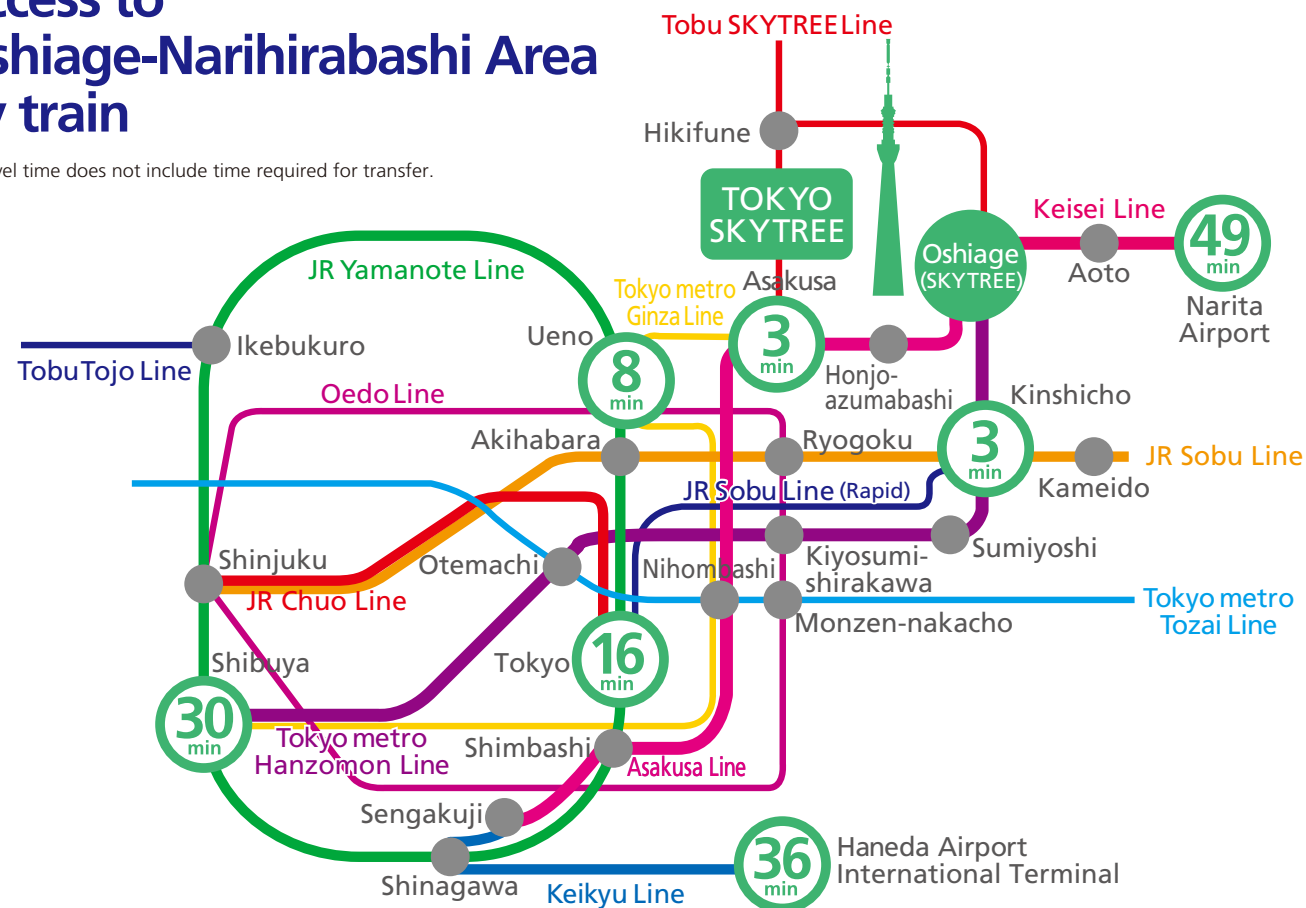 ccess to
shiage-Narihirabashi Area
y train
vel time does not include time required for transfer.
Tobu SKYTREE Line
Hikifune
TOKYO
SKYTREE
Keisei Line
49
min
Oshiage
(SKYTREE)
Aoto
Narita
Airport
JR Yamanote Line
Tokyo metro
Ginza Line
Asakusa
3
min
Ueno
8
min
Ikebukuro
Tobu Tojo Line
Honjo-
azumabashi
Kinshicho
3
min
Oedo Line
Akihabara
Ryogoku
JR Sobu Line
Kameido
JR Sobu Line (Rapid)
Shinjuku
Otemachi
Nihombashi
Kiyosumi-
shirakawa
Sumiyoshi
JR Chuo Line
Monzen-nakacho
Tokyo metro
Tozai Line
Shibuya
30
min
Tokyo
16
min
Tokyo metro
Hanzomon Line
Shimbashi
Asakusa Line
Sengakuji
Shinagawa
Keikyu Line
36
min
Haneda Airport
International Terminal